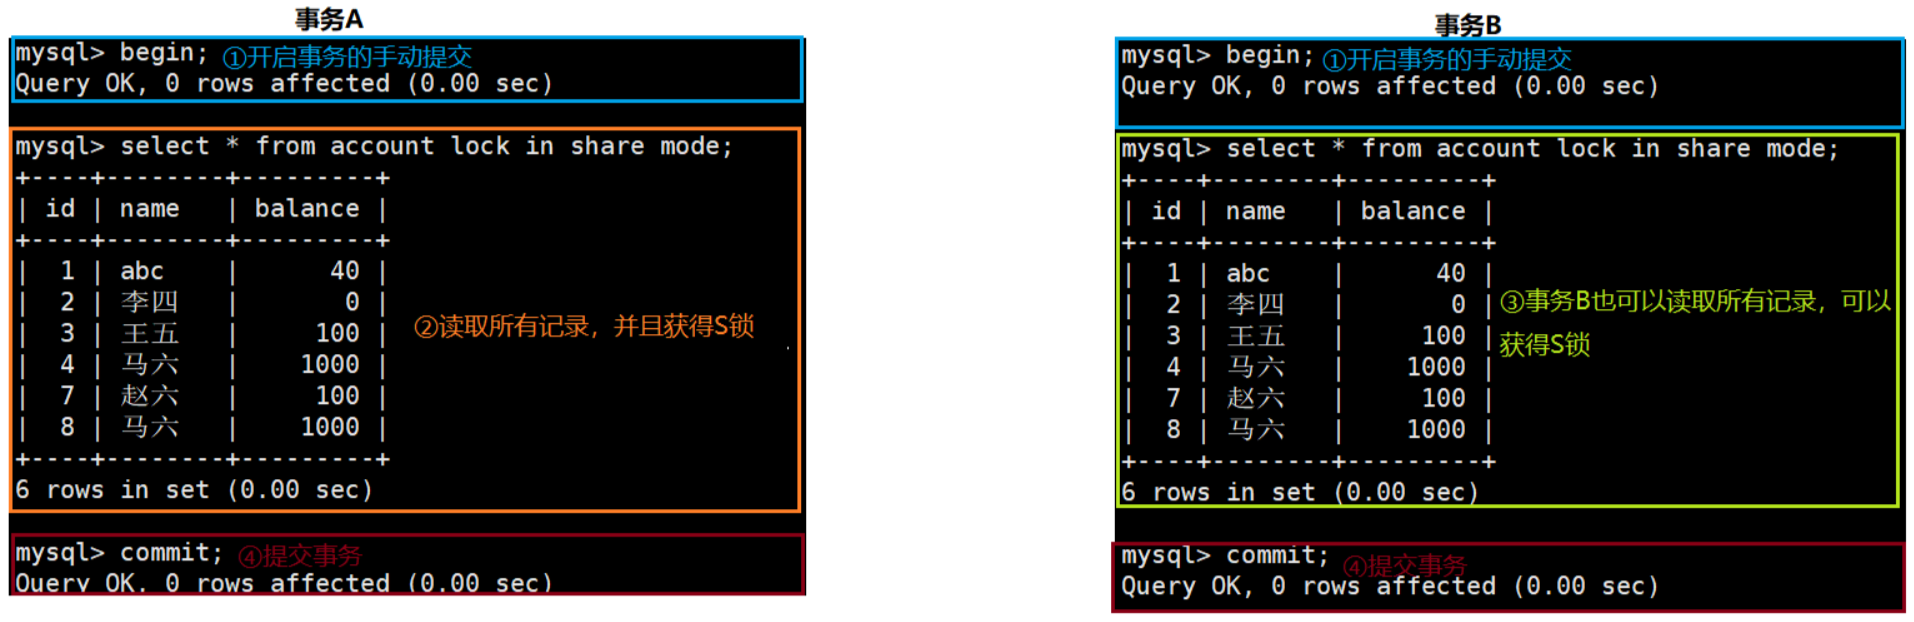 事务A
mysql> begin; ①开启事务的手动提交
Query OK, 0 rows affected (0.00 sec)
mysql> select * from account lock in share mode;
+----+--------+---------+
| id | name   | balance |
+----+--------+---------+
|  1 | abc    |      40 |
|  2 | 李四   |       0 |
|  3 | 王五   |     100 |
|  4 | 马六   |    1000 |
|  7 | 赵六   |     100 |
|  8 | 马六   |    1000 |
+----+--------+---------+
6 rows in set (0.00 sec)
②读取所有记录，并且获得S锁
mysql> commit; ④提交事务
Query OK, 0 rows affected (0.00 sec)
事务B
mysql> begin; ①开启事务的手动提交
Query OK, 0 rows affected (0.00 sec)
mysql> select * from account lock in share mode;
+----+--------+---------+
| id | name   | balance |
+----+--------+---------+
|  1 | abc    |      40 |
|  2 | 李四   |       0 |
|  3 | 王五   |     100 |
|  4 | 马六   |    1000 |
|  7 | 赵六   |     100 |
|  8 | 马六   |    1000 |
+----+--------+---------+
6 rows in set (0.00 sec)
③事务B也可以读取所有记录，可以
获得S锁
mysql> commit; ④提交事务
Query OK, 0 rows affected (0.00 sec)